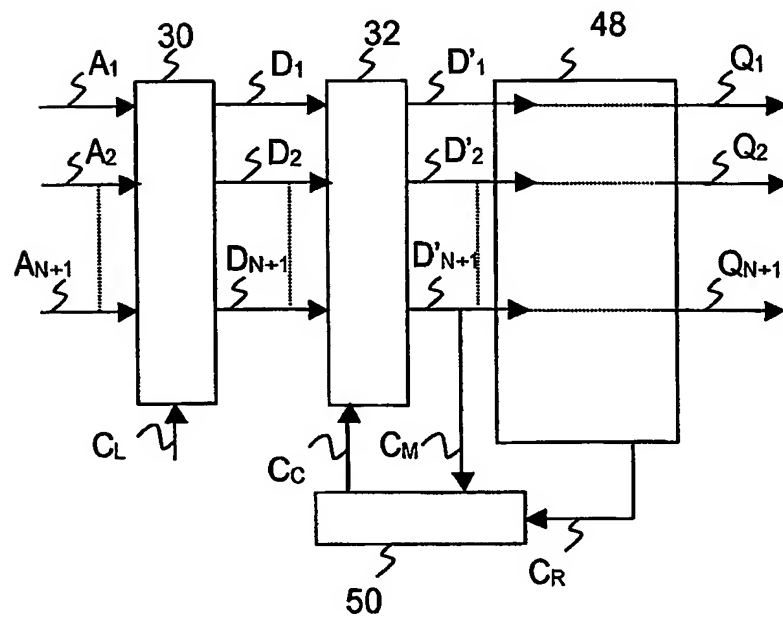 30 32 48
A1 D1 D'1 Q1
A2 D2 D'2 Q2
AN+1 DN+1 D'N+1 QN+1
CL CC CM
CR
50